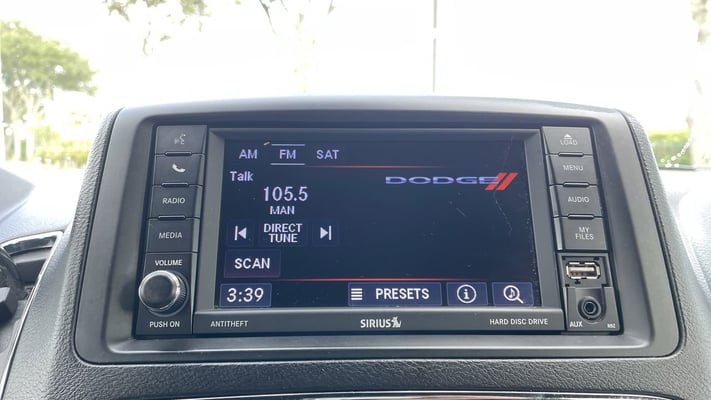 AM FM SAT
Talk
DODGE
105.5
MAN
DIRECT
TUNE
SCAN
3:39
PRESETS
RADIO
MEDIA
VOLUME
PUSH ON
ANTITHEFT
SIRIUS
HARD DISC DRIVE
LOAD
MENU
AUDIO
MY
FILES
AUX